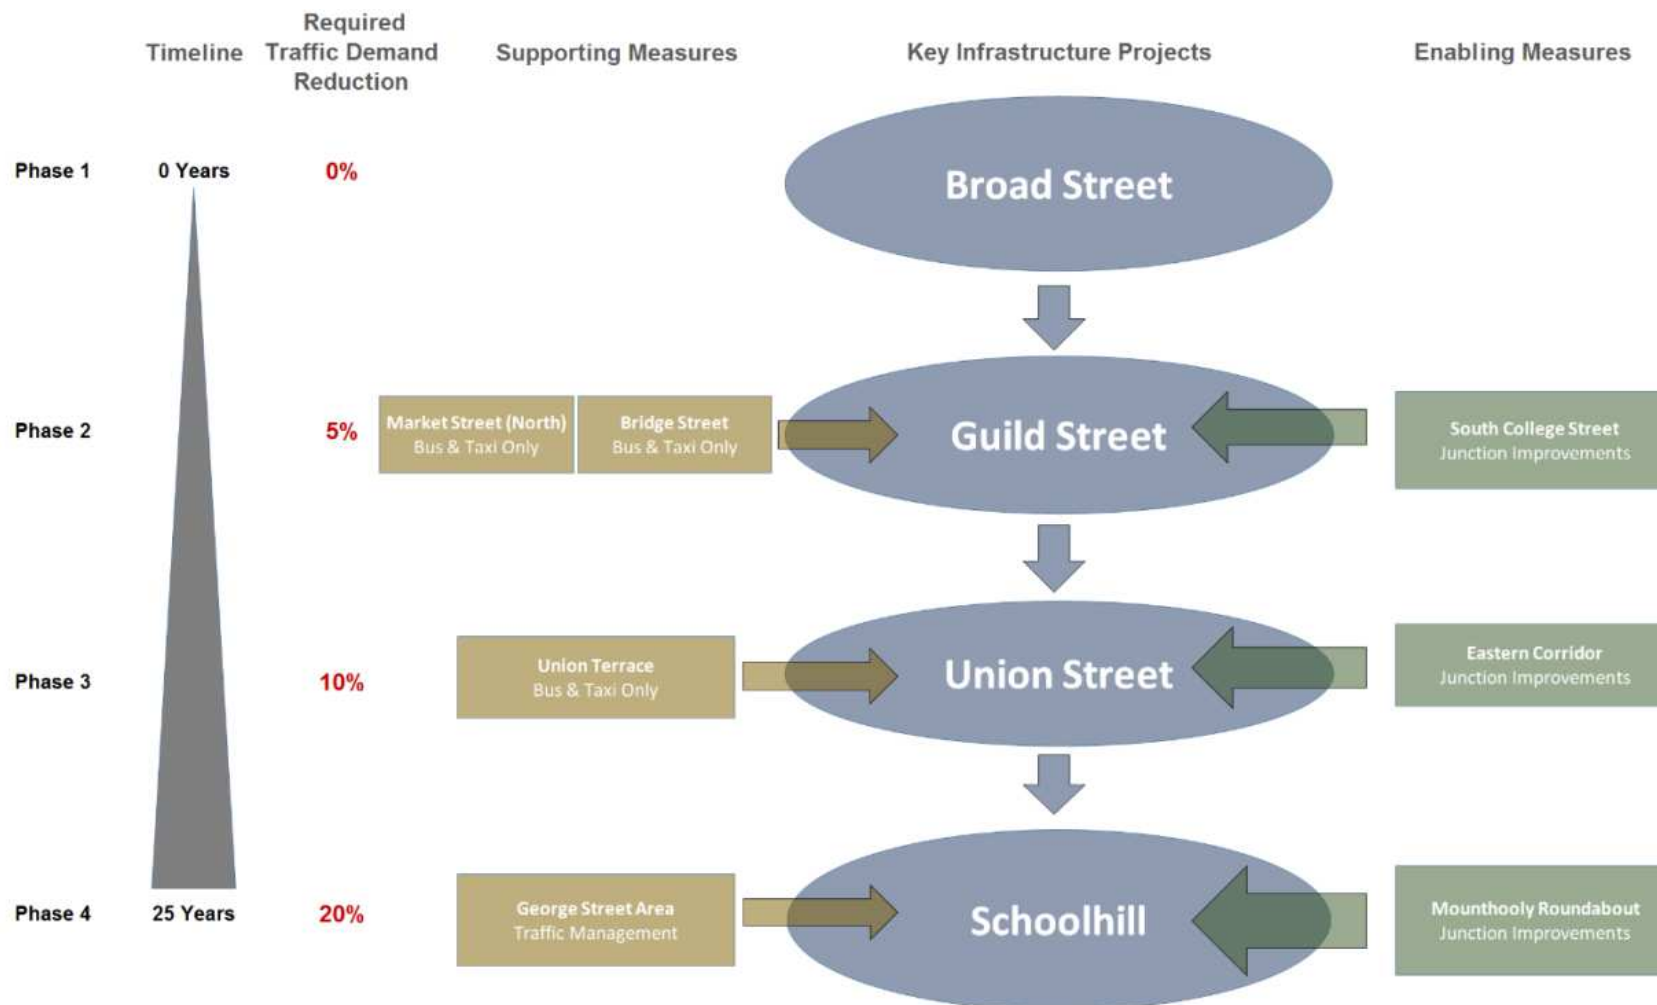 Timeline
Required
Traffic Demand
Reduction
Supporting Measures
Key Infrastructure Projects
Enabling Measures
Phase 1
0 Years
0%
Broad Street
Phase 2
5%
Market Street (North)
Bus & Taxi Only
Bridge Street
Bus & Taxi Only
Guild Street
South College Street
Junction Improvements
Phase 3
10%
Union Terrace
Bus & Taxi Only
Union Street
Eastern Corridor
Junction Improvements
Phase 4
25 Years
20%
George Street Area
Traffic Management
Schoolhill
Mounthooly Roundabout
Junction Improvements